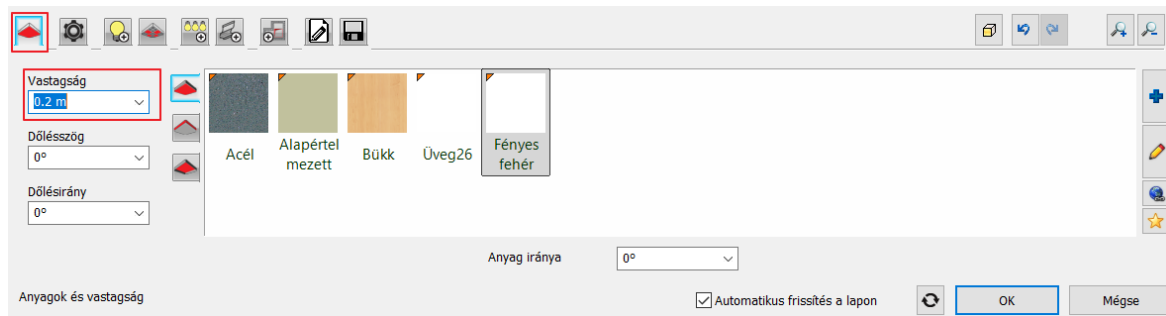 Vastagság
0.2 m
Dőlésszög
0°
Dőlésirány
0°
Acél
Alapértel
mezett
Bükk
Üveg26
Fényes
fehér
Anyag iránya
0°
Anyagok és vastagság
Automatikus frissítés a lapon
OK
Mégse